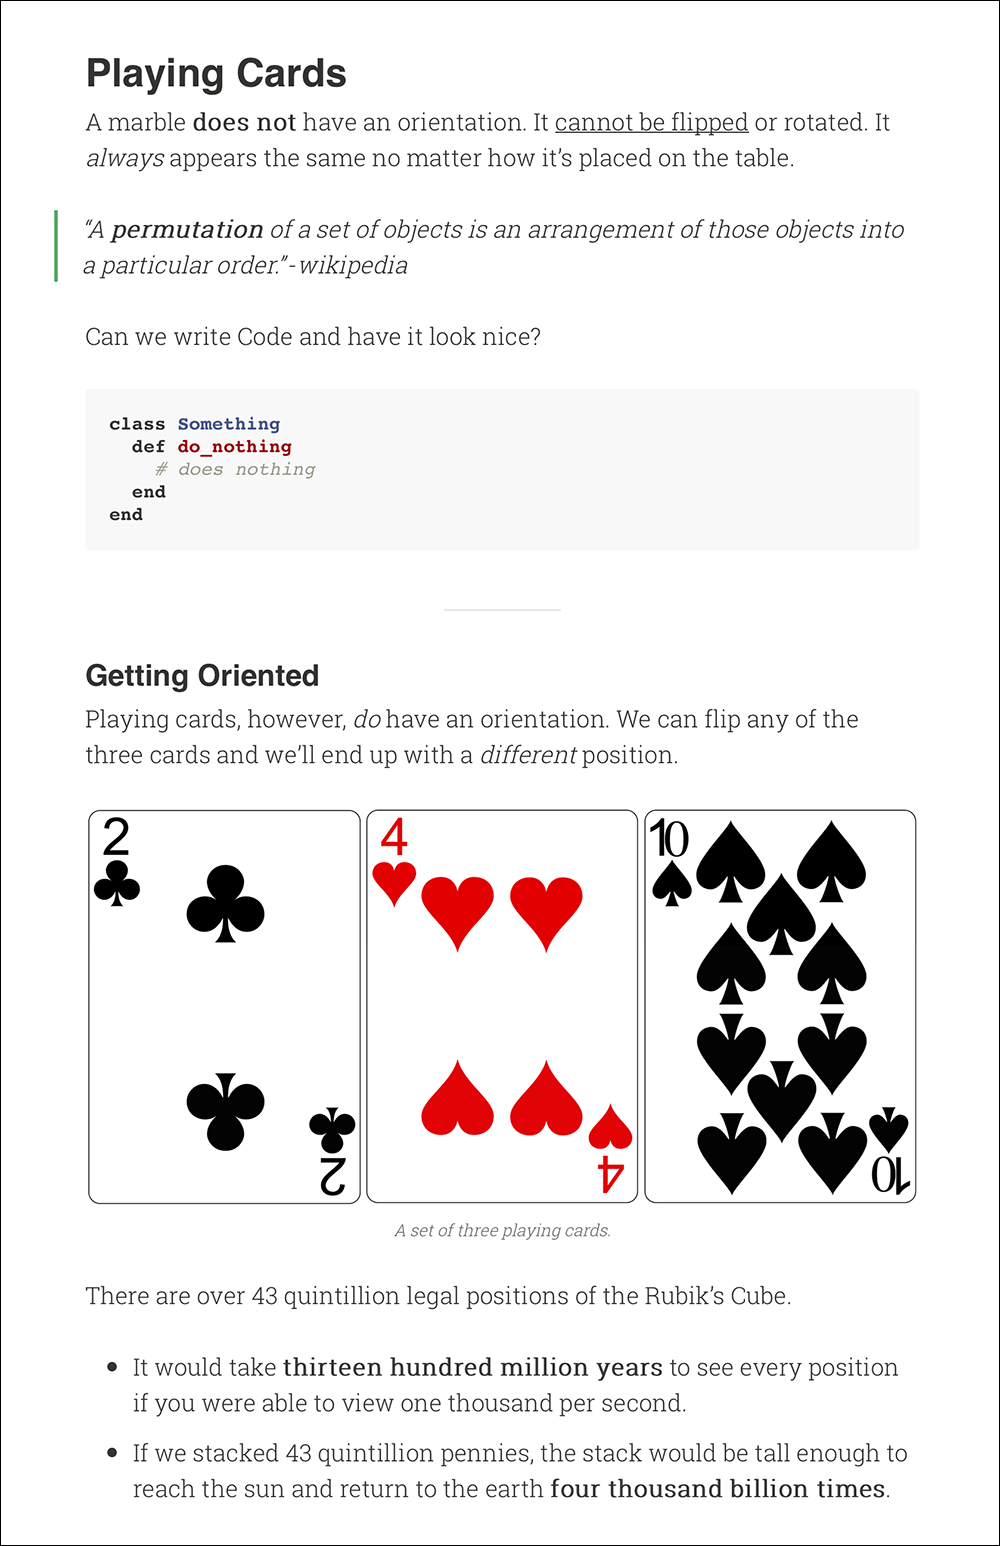 Playing Cards
A marble does not have an orientation. It cannot be flipped or rotated. It
always appears the same no matter how it’s placed on the table.
“A permutation of a set of objects is an arrangement of those objects into
a particular order.” - wikipedia
Can we write Code and have it look nice?
class Something
  def do_nothing
    # does nothing
  end
end
Getting Oriented
Playing cards, however, do have an orientation. We can flip any of the
three cards and we’ll end up with a different position.
2
4
10
2
4
10
A set of three playing cards.
There are over 43 quintillion legal positions of the Rubik’s Cube.
• It would take thirteen hundred million years to see every position
if you were able to view one thousand per second.
• If we stacked 43 quintillion pennies, the stack would be tall enough to
reach the sun and return to the earth four thousand billion times.